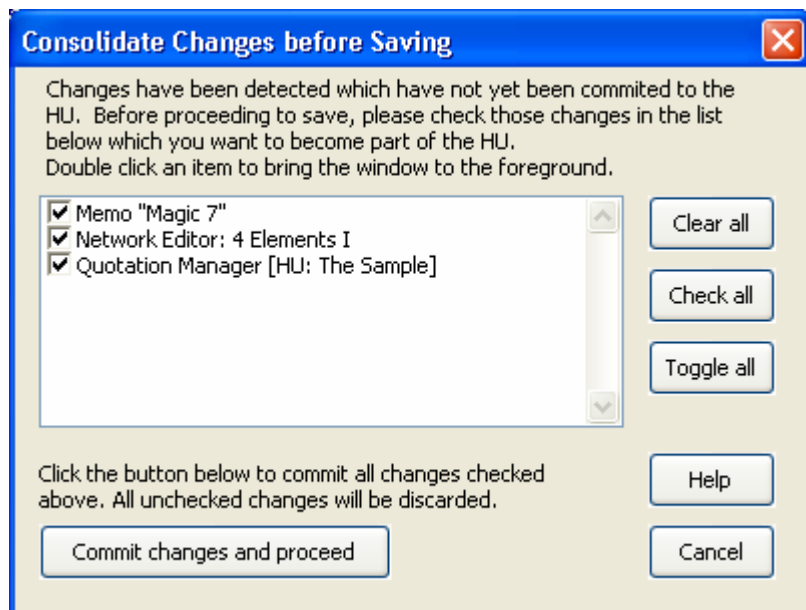 Consolidate Changes before Saving
Changes have been detected which have not yet been commited to the
HU. Before proceeding to save, please check those changes in the list
below which you want to become part of the HU.
Double click an item to bring the window to the foreground.
Memo "Magic 7"
Network Editor: 4 Elements I
Quotation Manager [HU: The Sample]
Clear all
Check all
Toggle all
Click the button below to commit all changes checked
above. All unchecked changes will be discarded.
Help
Commit changes and proceed
Cancel